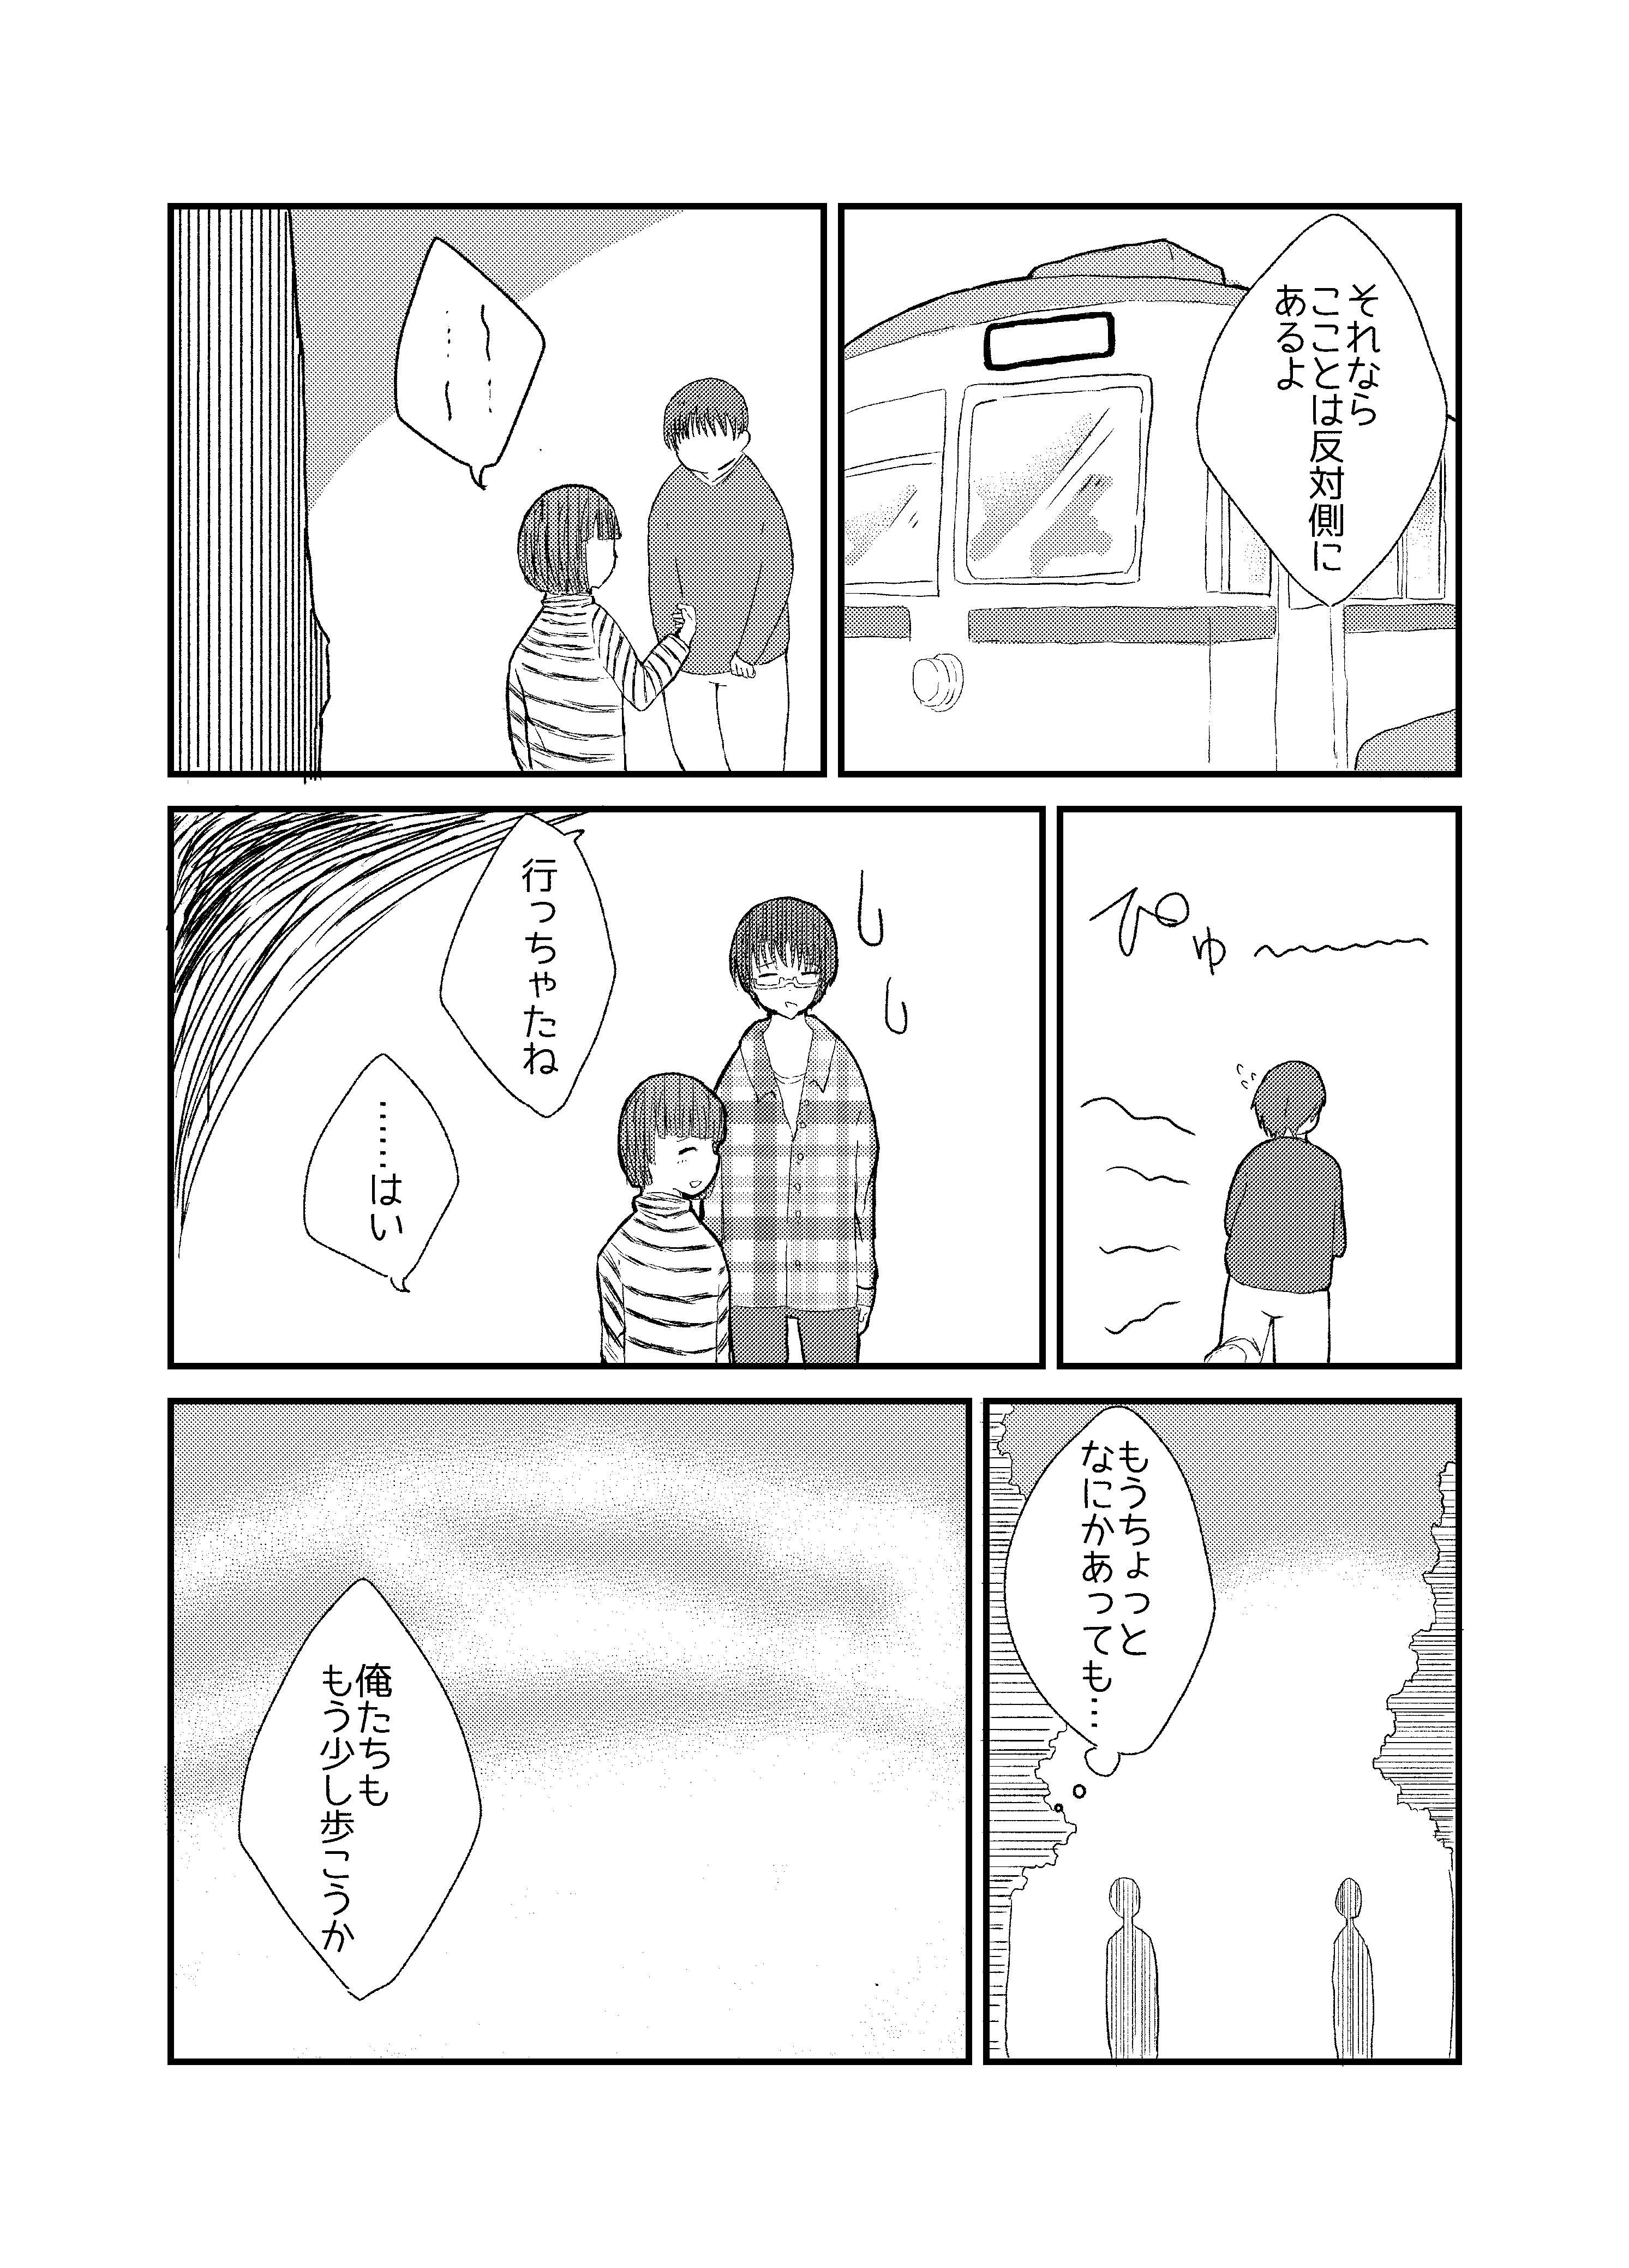 それなら
こことは反対側に
あるよ
ぴゅ〜
行っちゃたね
……はい
もうちょっと
なにかあっても…
俺たちも
もう少し歩こうか